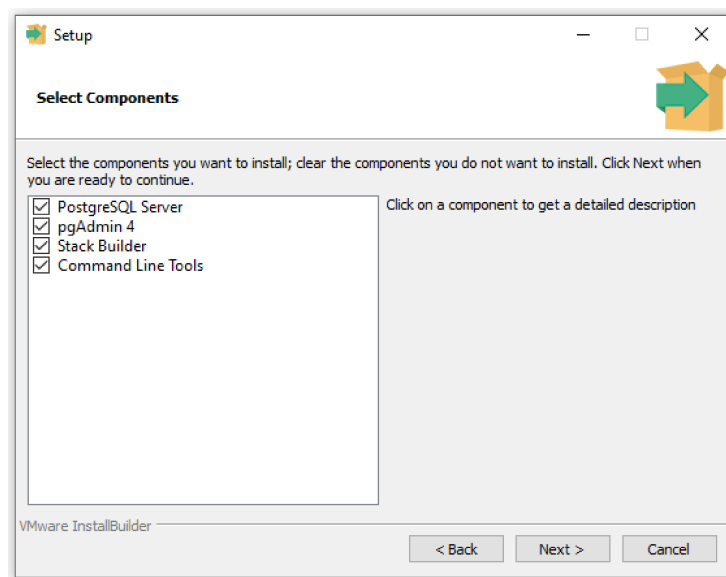 Setup
Select Components
Select the components you want to install; clear the components you do not want to install. Click Next when
you are ready to continue.
PostgreSQL Server
pgAdmin 4
Stack Builder
Command Line Tools
Click on a component to get a detailed description
VMware InstallBuilder
< Back
Next >
Cancel